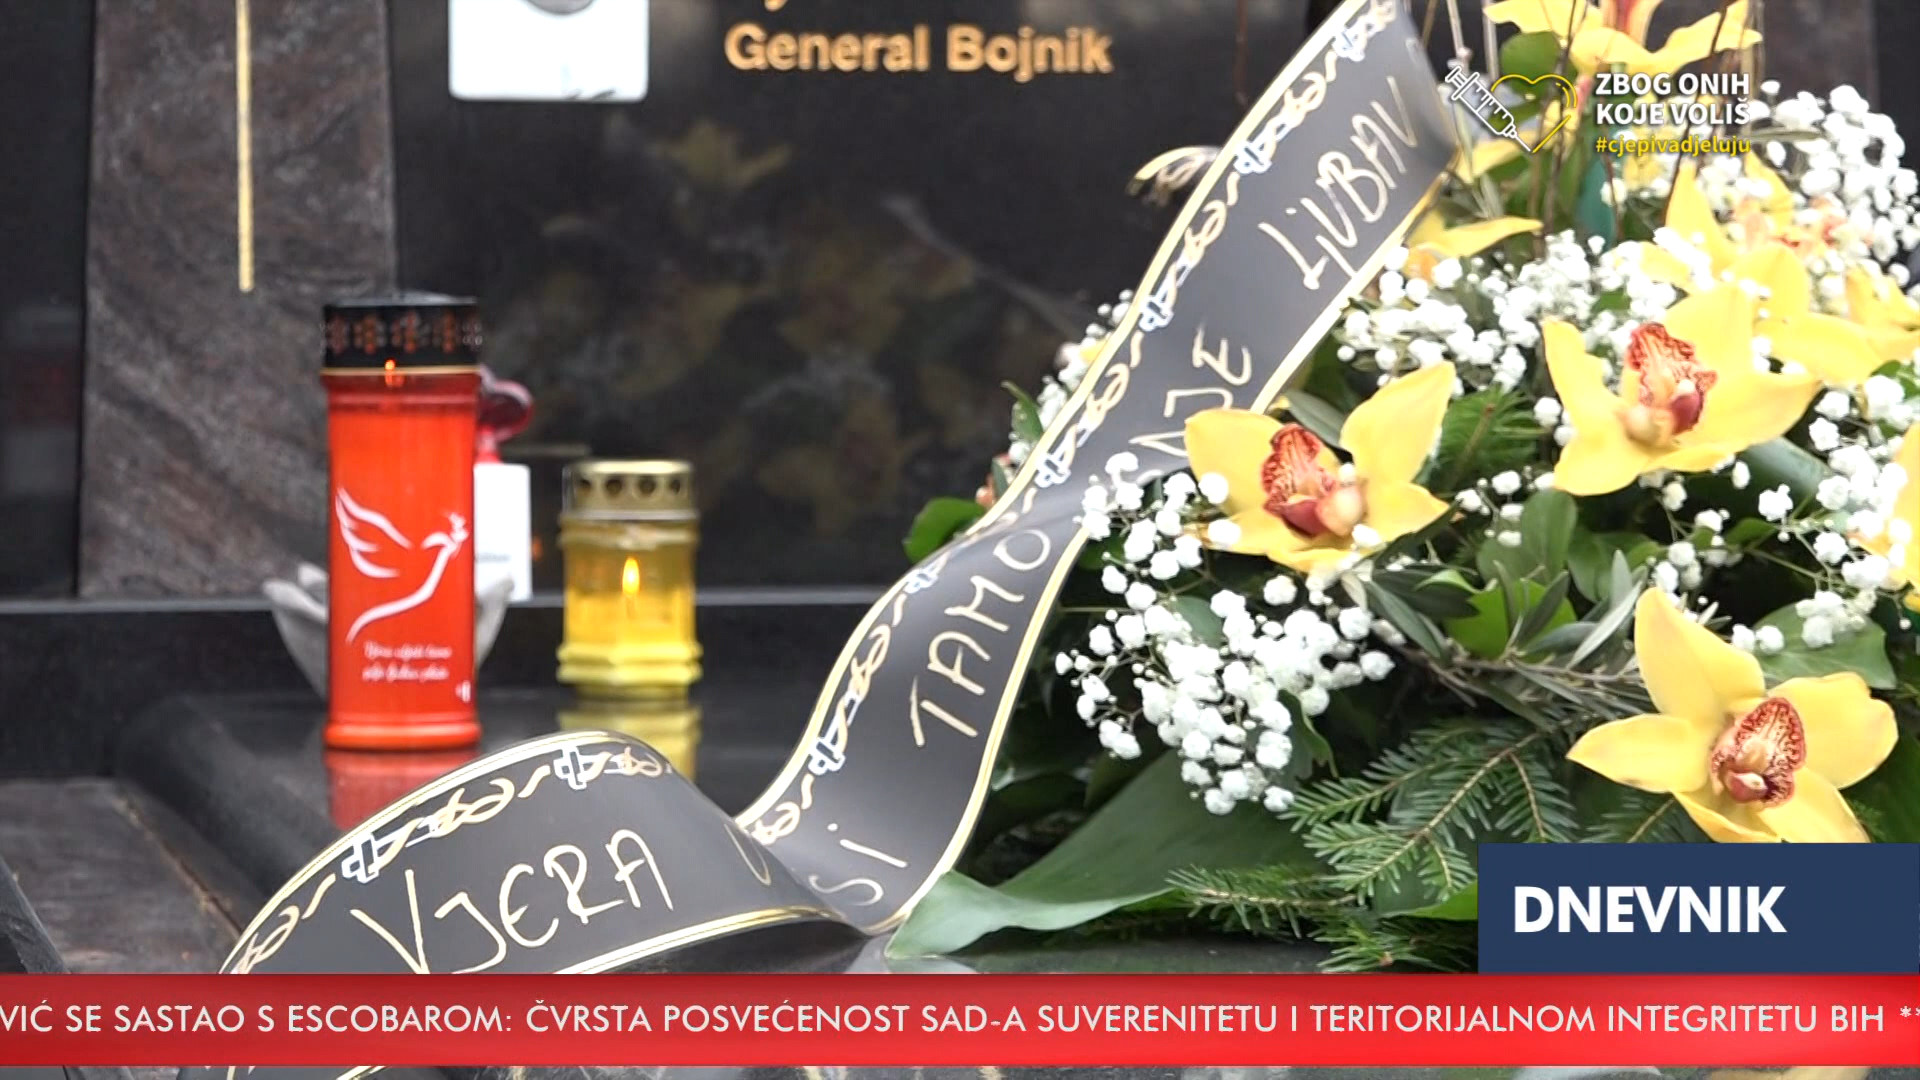 General Bojnik
ZBOG ONIH
KOJE VOLIŠ
#cjepivadjeluju
LJUBAV
TAMO
SI
VJERA
DNEVNIK
VIĆ SE SASTAO S ESCOBAROM: ČVRSTA POSVEĆENOST SAD-A SUVERENITETU I TERITORIJALNOM INTEGRITETU BIH **